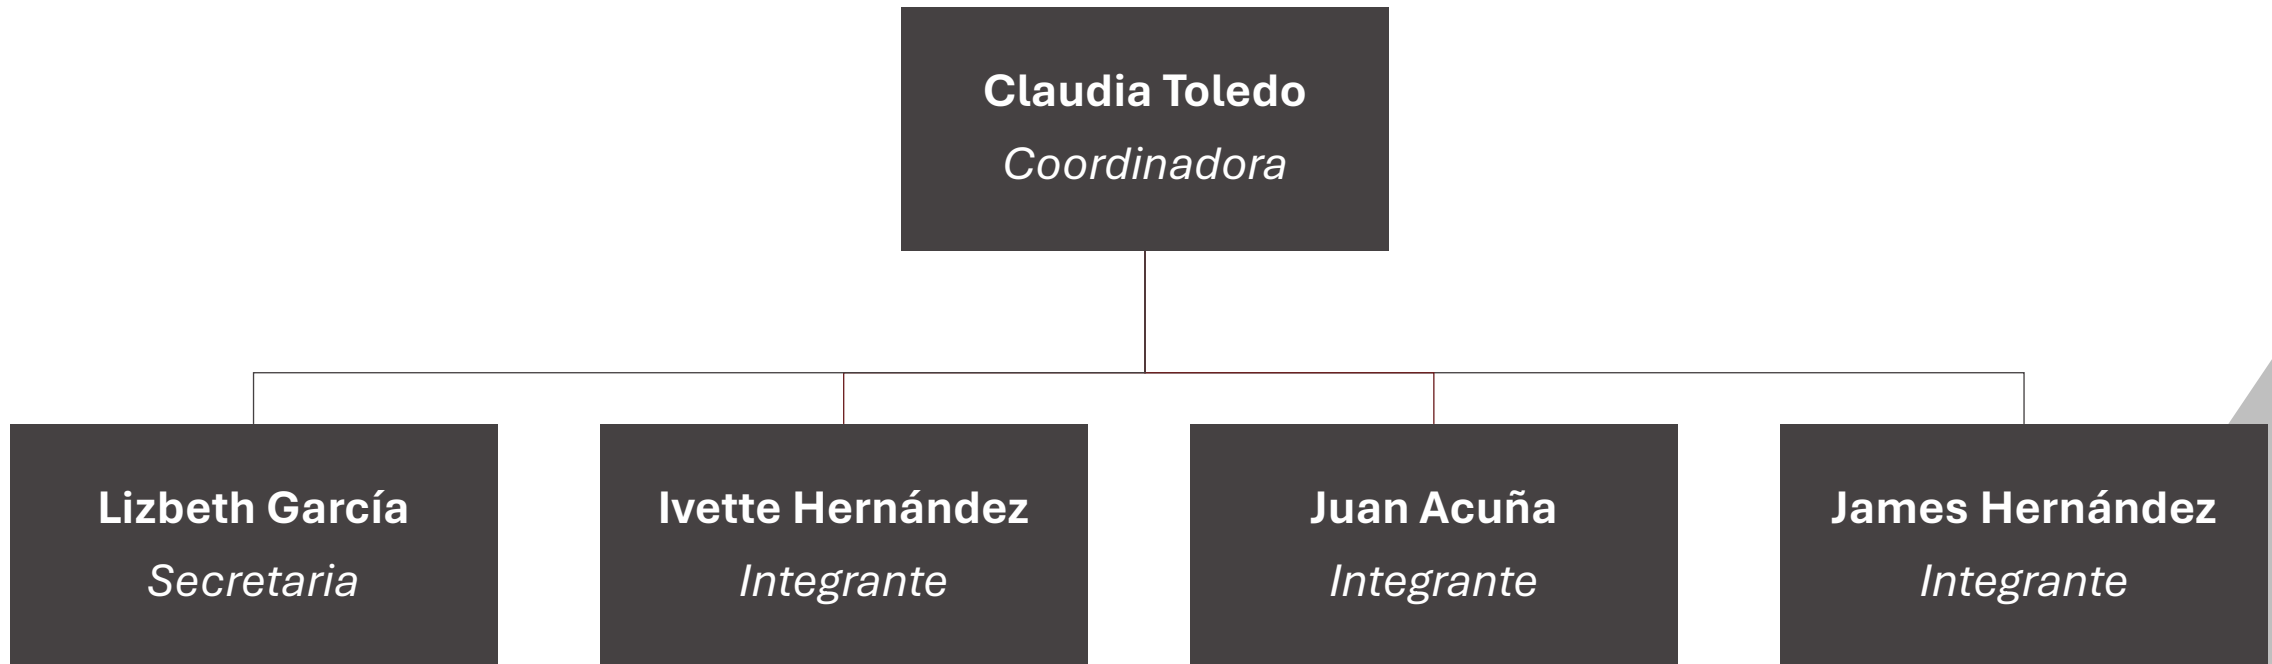 Claudia Toledo
Coordinadora
Lizbeth García
Secretaria
Ivette Hernández
Integrante
Juan Acuña
Integrante
James Hernández
Integrante